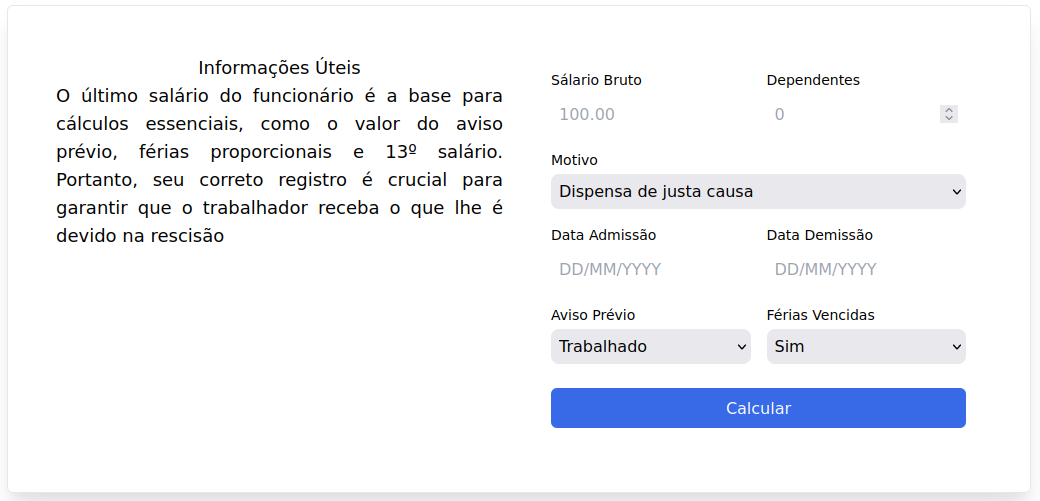 Informações Úteis
O último salário do funcionário é a base para
cálculos essenciais, como o valor do aviso
prévio, férias proporcionais e 13º salário.
Portanto, seu correto registro é crucial para
garantir que o trabalhador receba o que lhe é
devido na rescisão
Sálario Bruto
Dependentes
100.00
0
Motivo
Dispensa de justa causa
Data Admissão
Data Demissão
DD/MM/YYYY
DD/MM/YYYY
Aviso Prévio
Férias Vencidas
Trabalhado
Sim
Calcular